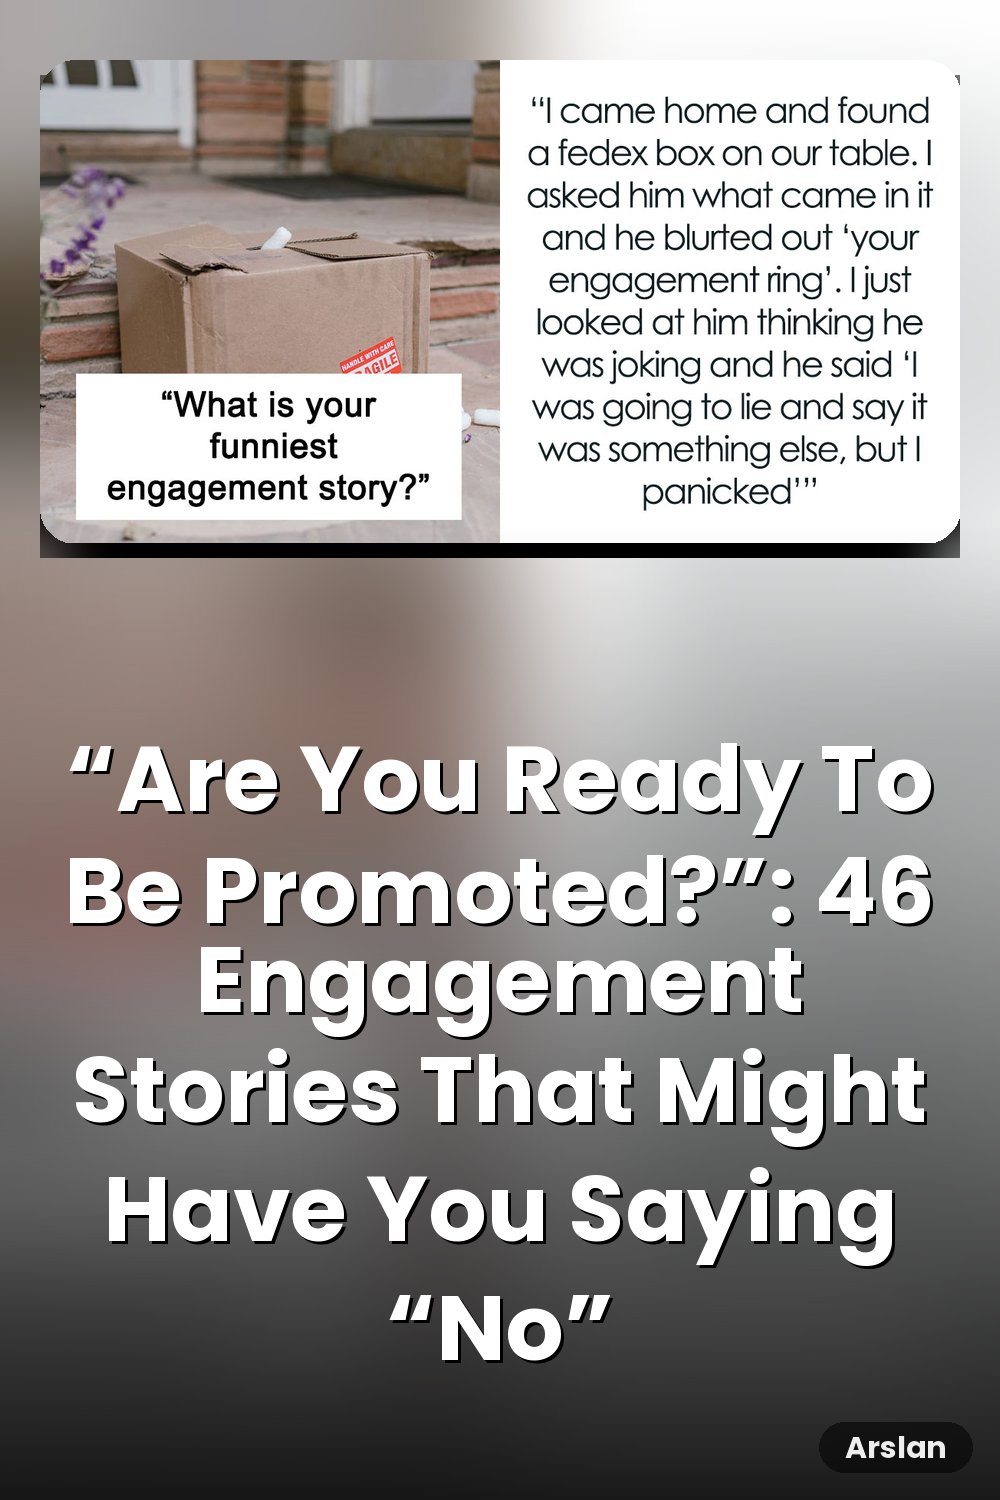 HANDLE WITH CARE
“What is your
funniest
engagement story?”
“I came home and found
a fedex box on our table. I
asked him what came in it
and he blurted out ‘your
engagement ring’. I just
looked at him thinking he
was joking and he said ‘I
was going to lie and say it
was something else, but I
panicked’”
“Are You Ready To
Be Promoted?”: 46
Engagement
Stories That Might
Have You Saying
“No”
Arslan